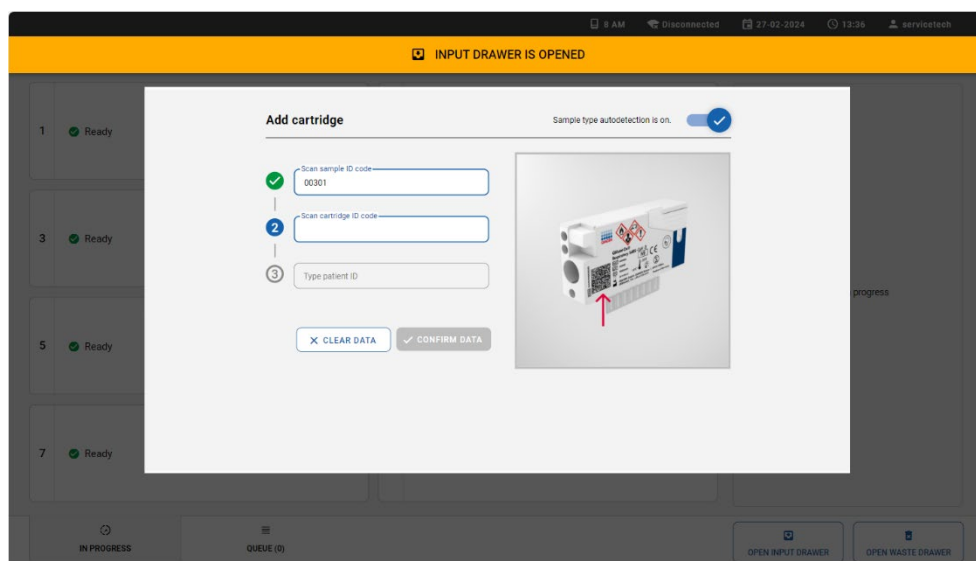 8 AM Disconnected 27-02-2024 13:36 servicetech
INPUT DRAWER IS OPENED
Add cartridge
Sample type autodetection is on.
1 Ready
Scan sample ID code
00301
Scan cartridge ID code
2
3 Ready
3 Type patient ID
progress
CLEAR DATA CONFIRM DATA
5 Ready
7 Ready
IN PROGRESS QUEUE (0) OPEN INPUT DRAWER OPEN WASTE DRAWER